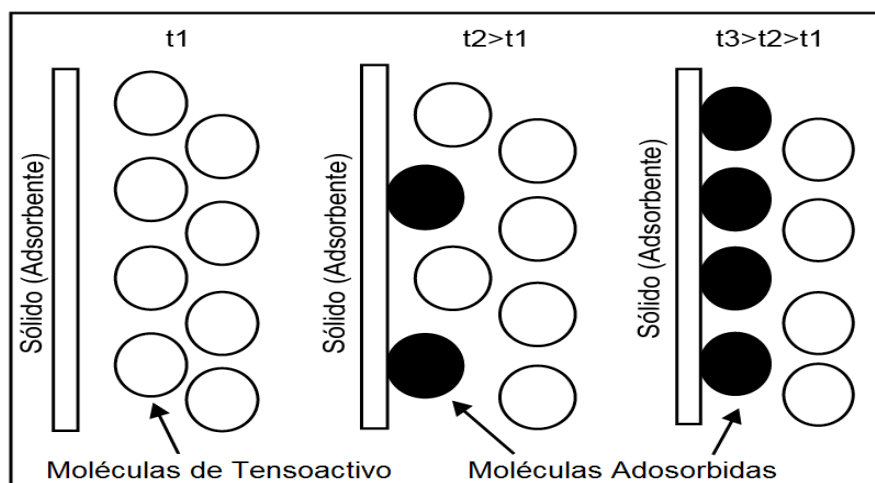 t1
t2>t1
t3>t2>t1
Sólido (Adsorbente)
Sólido (Adsorbente)
Sólido (Adsorbente)
Moléculas de Tensoactivo
Moléculas Adosorbidas